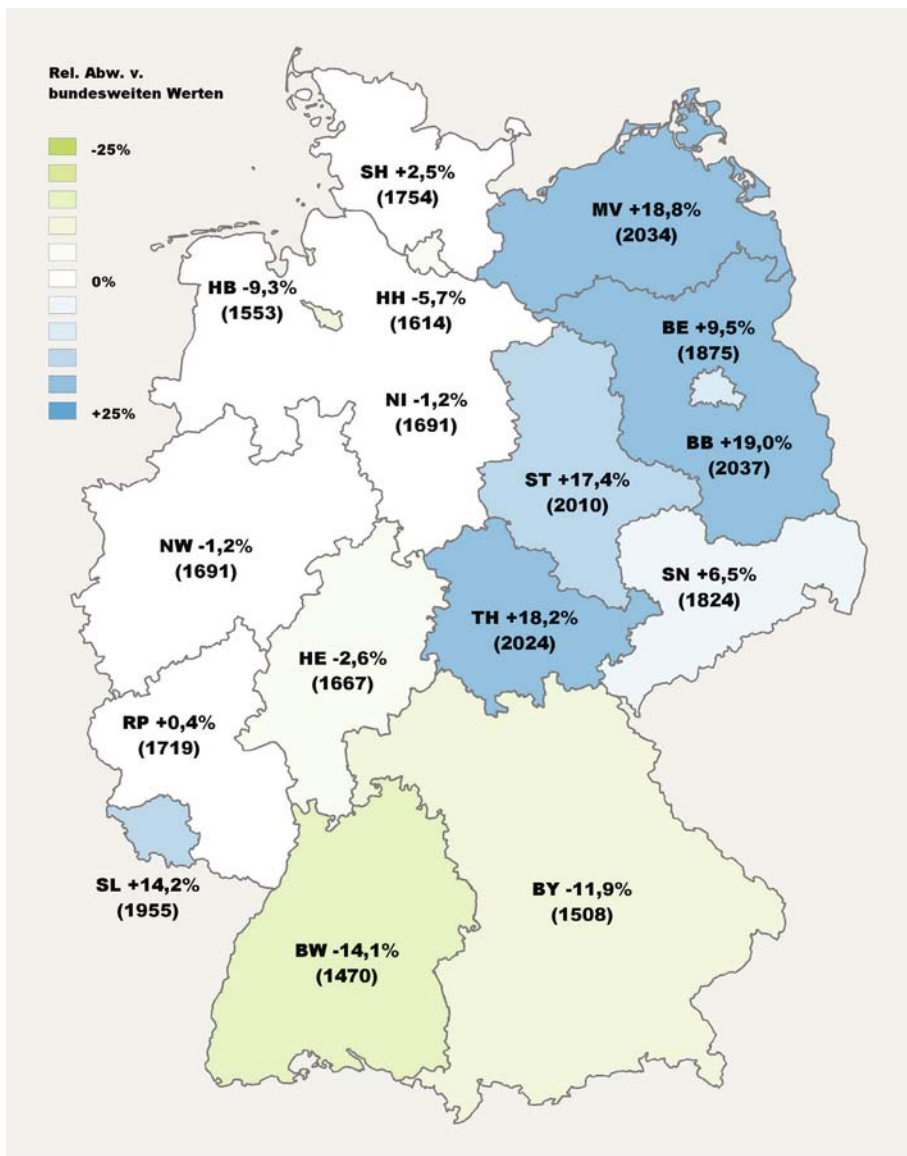 Rel. Abw. v.
bundesweiten Werten
-25%
0%
+25%
SH +2,5%
(1754)
MV +18,8%
(2034)
HB -9,3%
(1553)
HH -5,7%
(1614)
BE +9,5%
(1875)
NI -1,2%
(1691)
BB +19,0%
(2037)
ST +17,4%
(2010)
NW -1,2%
(1691)
SN +6,5%
(1824)
TH +18,2%
(2024)
HE -2,6%
(1667)
RP +0,4%
(1719)
SL +14,2%
(1955)
BY -11,9%
(1508)
BW -14,1%
(1470)